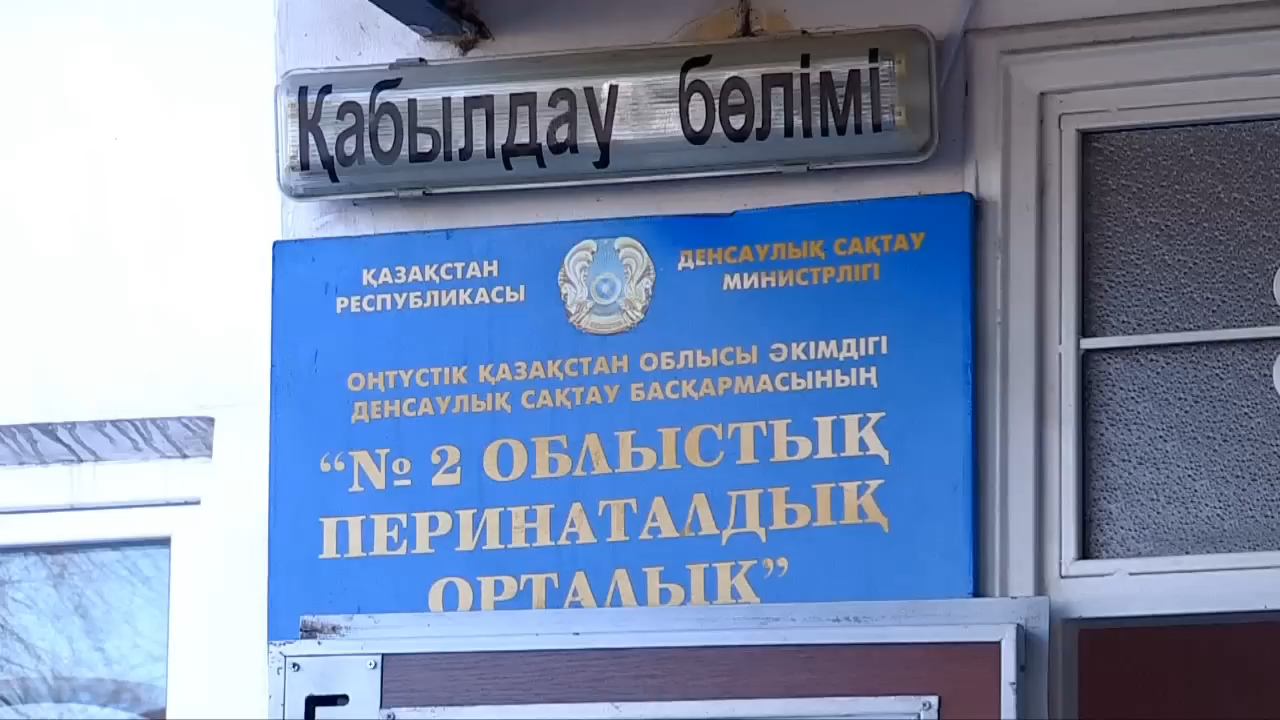 Қабылдау бөлімі
ҚАЗАҚСТАН
РЕСПУБЛИКАСЫ
ДЕНСАУЛЫҚ САҚТАУ
МИНИСТРЛІГІ
ОҢТҮСТІК ҚАЗАҚСТАН ОБЛЫСЫ ӘКІМДІГІ
ДЕНСАУЛЫҚ САҚТАУ БАСҚАРМАСЫНЫҢ
“№ 2 ОБЛЫСТЫҚ
ПЕРИНАТАЛДЫҚ
ОРТАЛЫҚ”